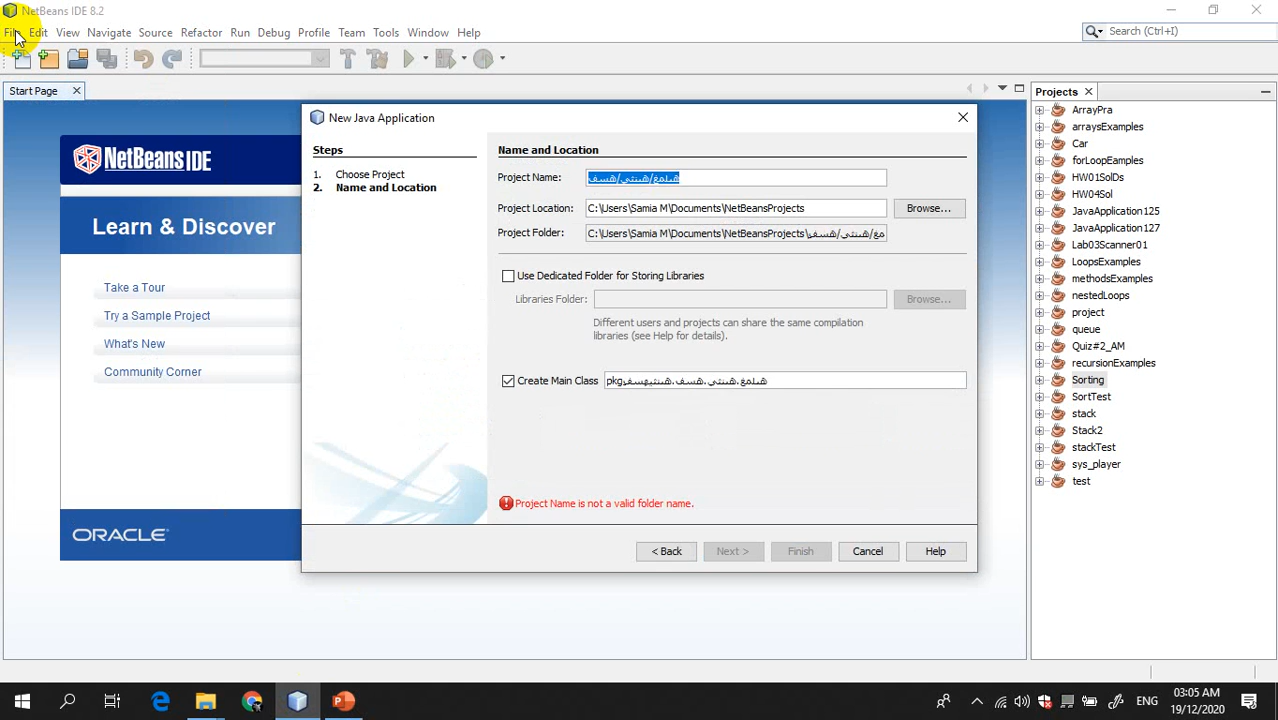 NetBeans IDE 8.2
File Edit View Navigate Source Refactor Run Debug Profile Team Tools Window Help
Search (Ctrl+I)
Start Page
Projects
NetBeans IDE
Learn & Discover
Take a Tour
Try a Sample Project
What's New
Community Corner
ORACLE
New Java Application
Steps
1. Choose Project
2. Name and Location
Name and Location
Project Name:
Project Location: C:\Users\Samia M\Documents\NetBeansProjects Browse...
Project Folder: C:\Users\Samia M\Documents\NetBeansProjects\
Use Dedicated Folder for Storing Libraries
Libraries Folder: Browse...
Different users and projects can share the same compilation
libraries (see Help for details).
Create Main Class
Project Name is not a valid folder name.
< Back Next > Finish Cancel Help
ArrayPra
arraysExamples
Car
forLoopExamples
HW01SolDs
HW04Sol
JavaApplication125
JavaApplication127
Lab03Scanner01
LoopsExamples
methodsExamples
nestedLoops
project
queue
Quiz#2_AM
recursionExamples
Sorting
SortTest
stack
Stack2
stackTest
sys_player
test
ENG
03:05 AM
19/12/2020